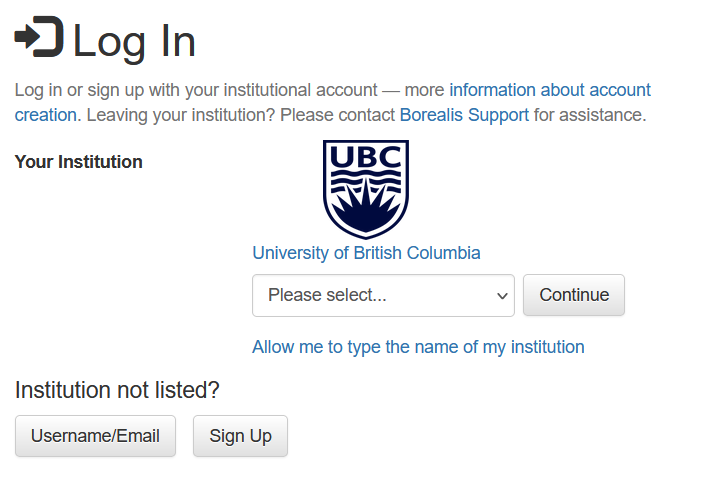 Log In
Log in or sign up with your institutional account — more information about account
creation. Leaving your institution? Please contact Borealis Support for assistance.
Your Institution
UBC
University of British Columbia
Please select...
Continue
Allow me to type the name of my institution
Institution not listed?
Username/Email
Sign Up